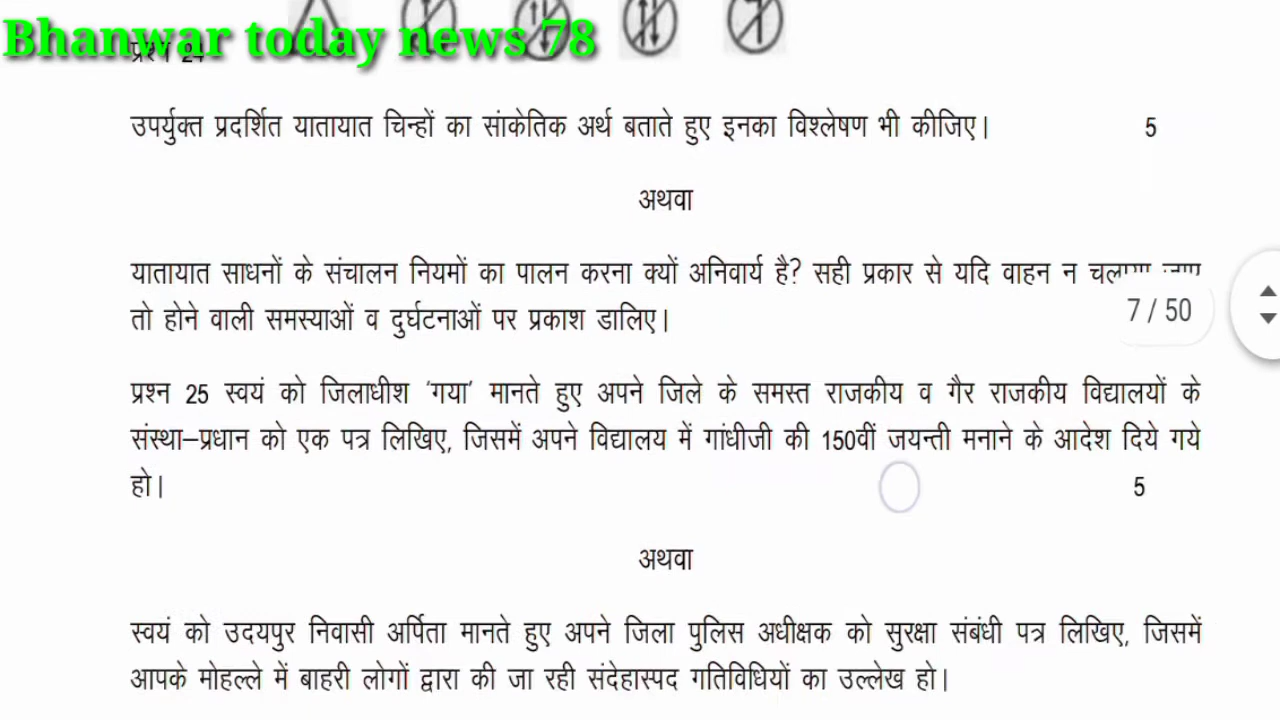 Bhanwar today news 78
प्रश्न 24
उपर्युक्त प्रदर्शित यातायात चिन्हों का सांकेतिक अर्थ बताते हुए इनका विश्लेषण भी कीजिए। 5
अथवा
यातायात साधनों के संचालन नियमों का पालन करना क्यों अनिवार्य है? सही प्रकार से यदि वाहन न चलाया जाए
तो होने वाली समस्याओं व दुर्घटनाओं पर प्रकाश डालिए।
7 / 50
प्रश्न 25 स्वयं को जिलाधीश ‘गया’ मानते हुए अपने जिले के समस्त राजकीय व गैर राजकीय विद्यालयों के
संस्था–प्रधान को एक पत्र लिखिए, जिसमें अपने विद्यालय में गांधीजी की 150वीं जयन्ती मनाने के आदेश दिये गये
हो। 5
अथवा
स्वयं को उदयपुर निवासी अर्पिता मानते हुए अपने जिला पुलिस अधीक्षक को सुरक्षा संबंधी पत्र लिखिए, जिसमें
आपके मोहल्ले में बाहरी लोगों द्वारा की जा रही संदेहास्पद गतिविधियों का उल्लेख हो।